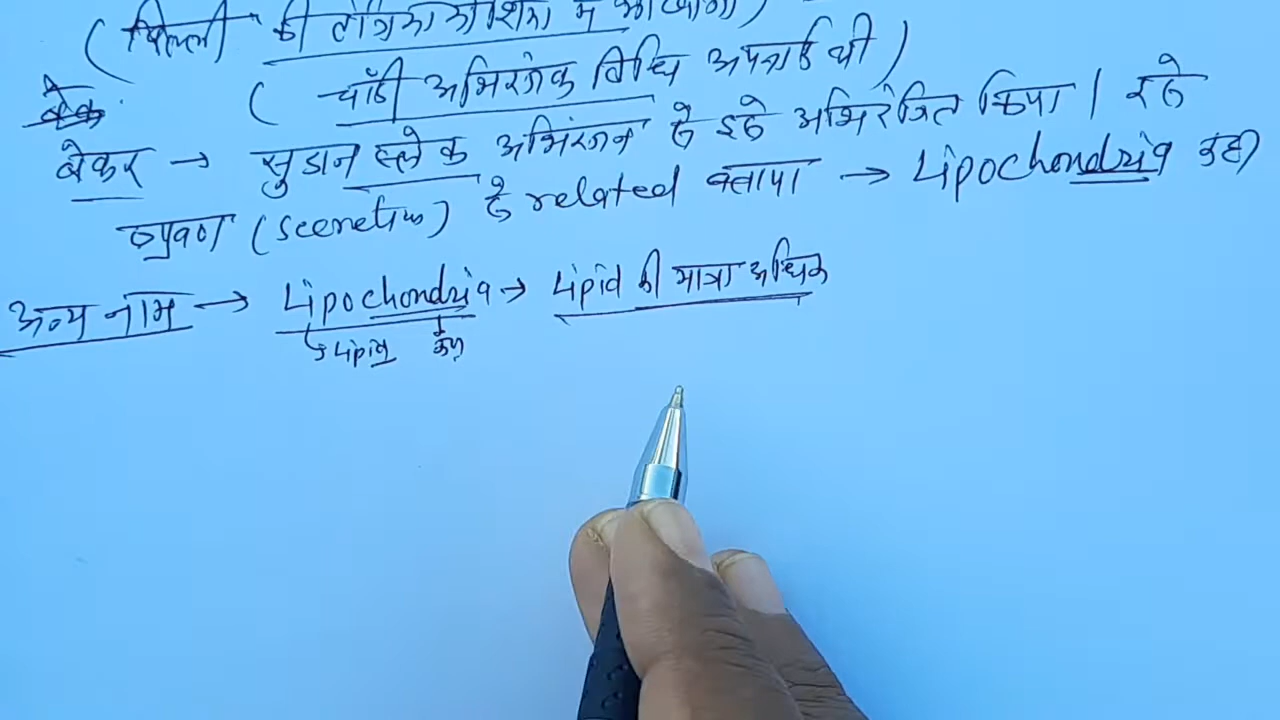 (बिल्ली की तंत्रिका कोशिका में
(चाँदी अभिरंजक विधि अपनाई थी)
बेकर → सुडान ब्लेक अभिरंजन से इसे अभिरंजित किया। इसे
स्त्रवण (Secretion) से related बताया → Lipochondria कहा
अन्य नाम → Lipochondria → Lipid की मात्रा अधिक
Lipid कण